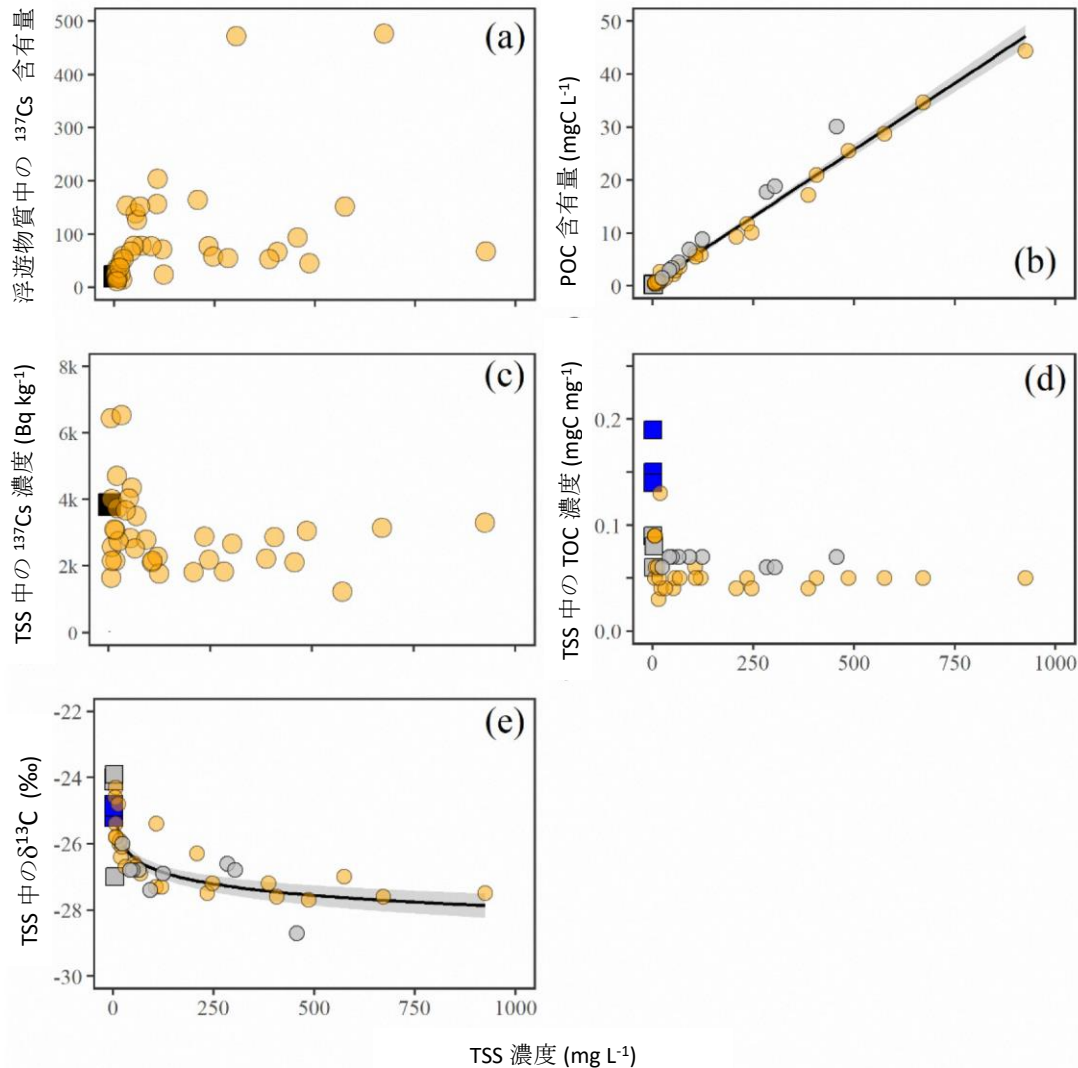 浮遊物質中の ¹³⁷Cs 含有量
500
400
300
200
100
0
(a)
POC 含有量 (mgC L⁻¹)
50
40
30
20
10
0
(b)
TSS 中の ¹³⁷Cs 濃度 (Bq kg⁻¹)
8k
6k
4k
2k
0
(c)
TSS 中の TOC 濃度 (mgC mg⁻¹)
0.2
0.1
0.0
(d)
0 250 500 750 1000
TSS 中のδ¹³C (‰)
-22
-24
-26
-28
-30
(e)
0 250 500 750 1000
TSS 濃度 (mg L⁻¹)